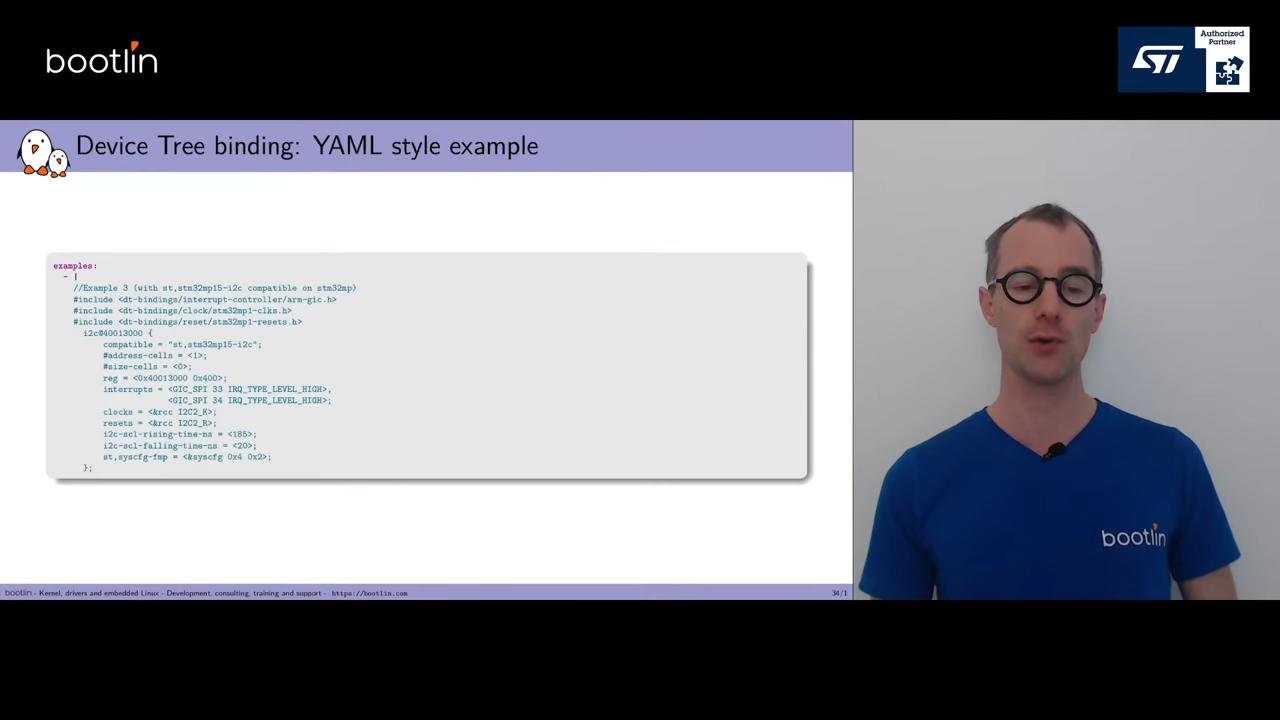 bootlin
ST
Authorized
Partner
Device Tree binding: YAML style example
examples:
- |
//Example 3 (with st,stm32mp15-i2c compatible on stm32mp)
#include <dt-bindings/interrupt-controller/arm-gic.h>
#include <dt-bindings/clock/stm32mp1-clks.h>
#include <dt-bindings/reset/stm32mp1-resets.h>
i2c@40013000 {
compatible = "st,stm32mp15-i2c";
#address-cells = <1>;
#size-cells = <0>;
reg = <0x40013000 0x400>;
interrupts = <GIC_SPI 33 IRQ_TYPE_LEVEL_HIGH>,
<GIC_SPI 34 IRQ_TYPE_LEVEL_HIGH>;
clocks = <&rcc I2C2_K>;
resets = <&rcc I2C2_R>;
i2c-scl-rising-time-ns = <185>;
i2c-scl-falling-time-ns = <20>;
st,syscfg-fmp = <&syscfg 0x4 0x2>;
};
bootlin
bootlin - Kernel, drivers and embedded Linux - Development, consulting, training and support - https://bootlin.com
34/1